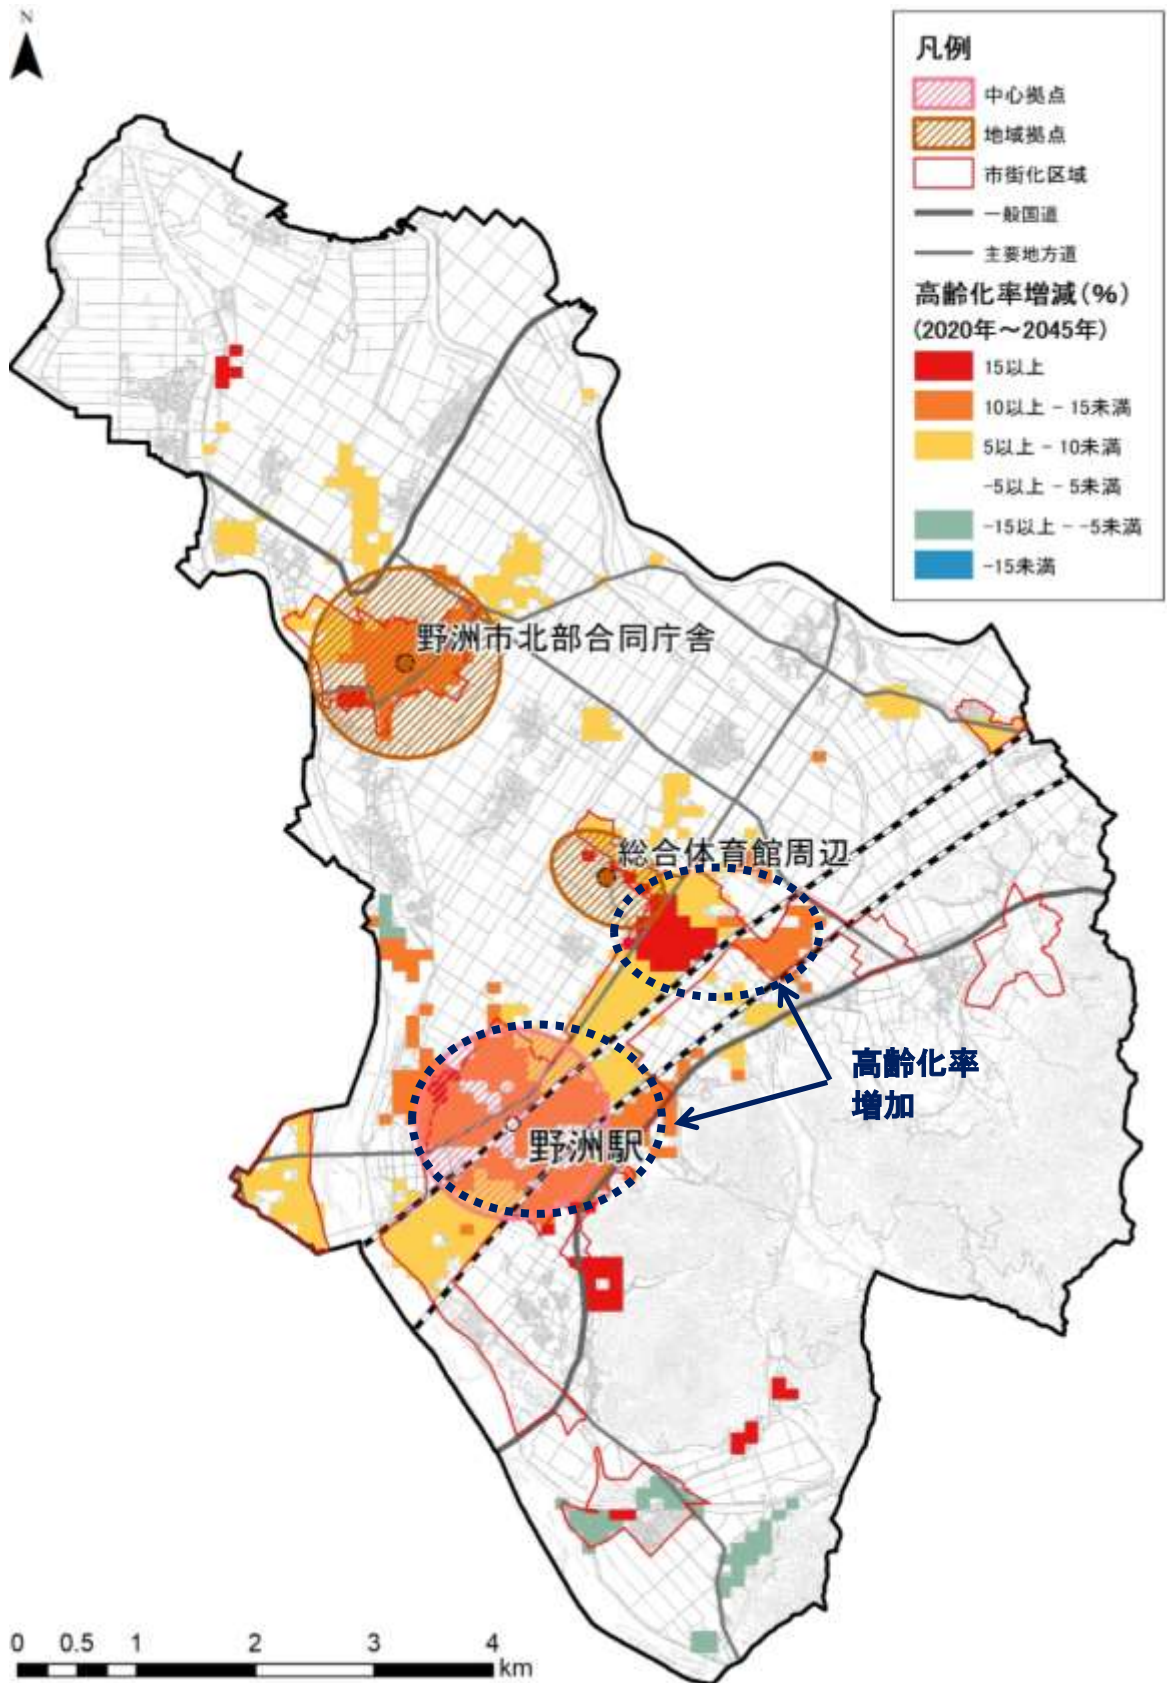 N
凡例
中心拠点
地域拠点
市街化区域
一般国道
主要地方道
高齢化率増減(%)
(2020年～2045年)
15以上
10以上 - 15未満
5以上 - 10未満
-5以上 - 5未満
-15以上 - -5未満
-15未満
野洲市北部合同庁舎
総合体育館周辺
高齢化率
増加
野洲駅
0 0.5 1 2 3 4
km